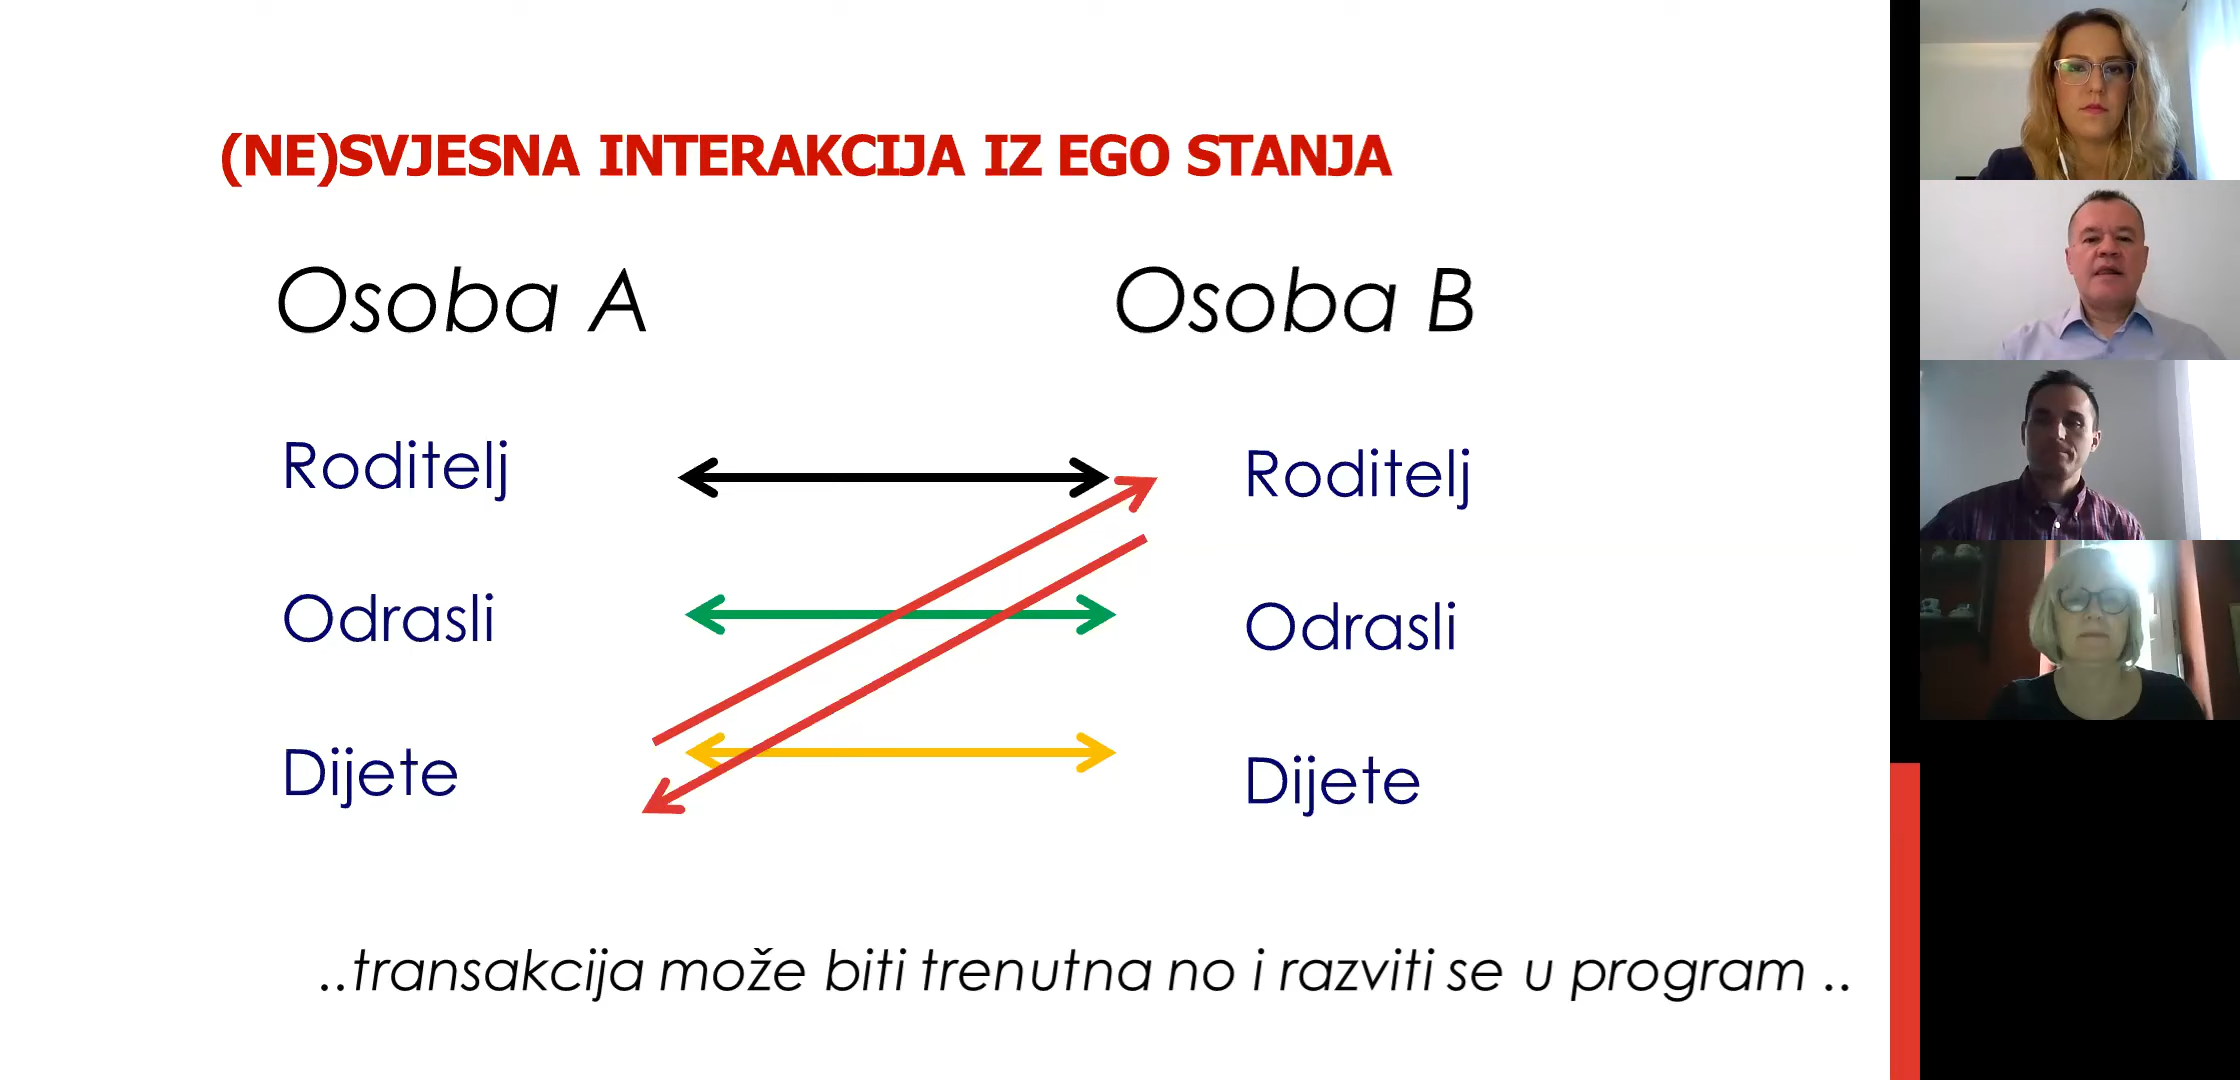 (NE)SVJESNA INTERAKCIJA IZ EGO STANJA
Osoba A Osoba B
Roditelj Roditelj
Odrasli Odrasli
Dijete Dijete
..transakcija može biti trenutna no i razviti se u program ..